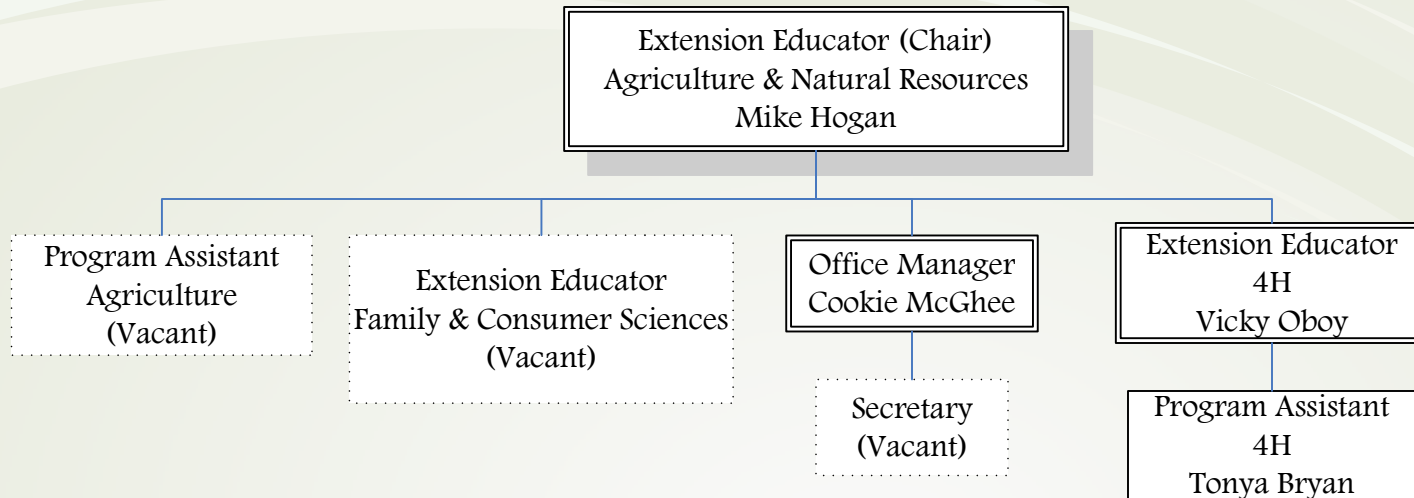 Extension Educator (Chair)
Agriculture & Natural Resources
Mike Hogan
Program Assistant
Agriculture
(Vacant)
Extension Educator
Family & Consumer Sciences
(Vacant)
Office Manager
Cookie McGhee
Secretary
(Vacant)
Extension Educator
4H
Vicky Oboy
Program Assistant
4H
Tonya Bryan